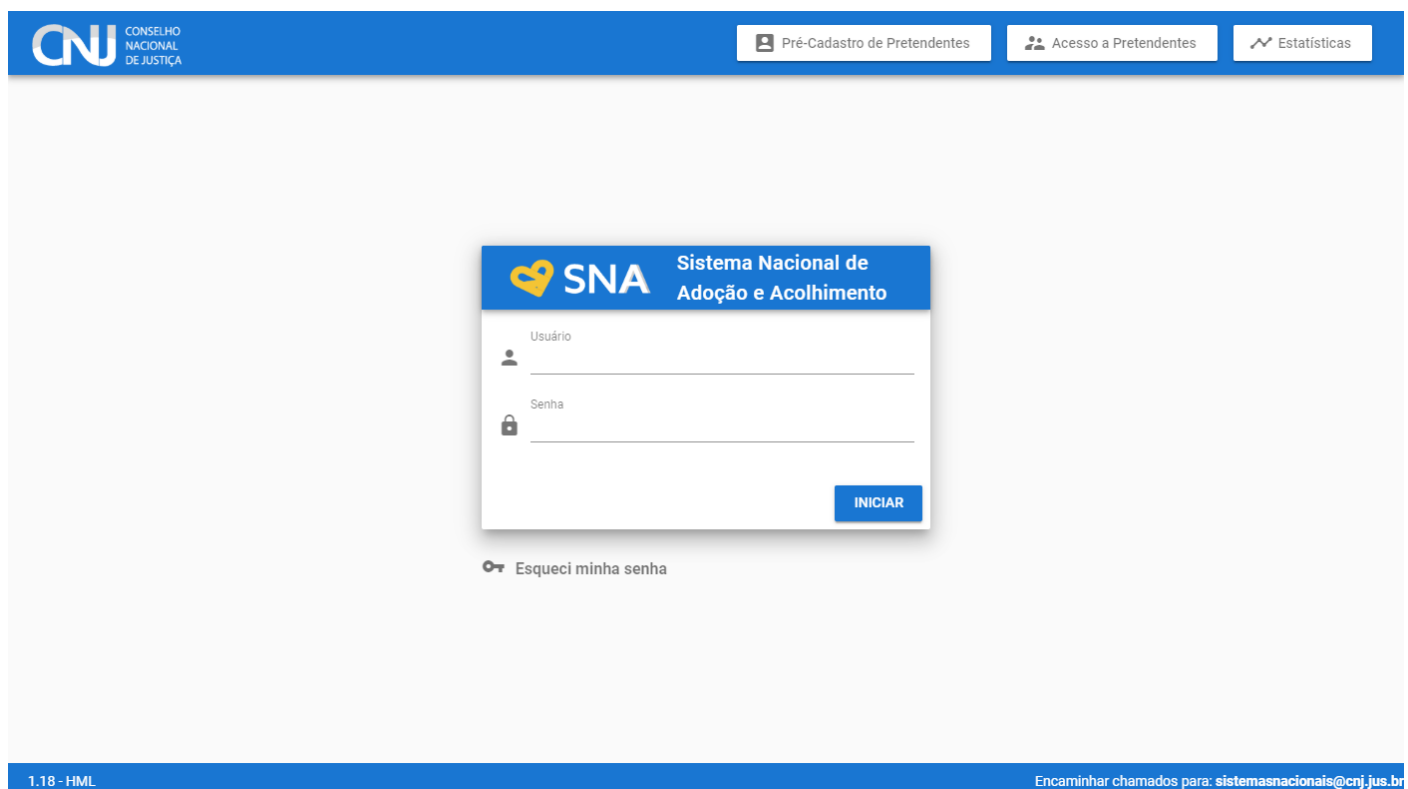 CNJ
CONSELHO
NACIONAL
DE JUSTIÇA
Pré-Cadastro de Pretendentes
Acesso a Pretendentes
Estatísticas
SNA
Sistema Nacional de
Adoção e Acolhimento
Usuário
Senha
INICIAR
Esqueci minha senha
1.18 - HML
Encaminhar chamados para: sistemasnacionais@cnj.jus.br